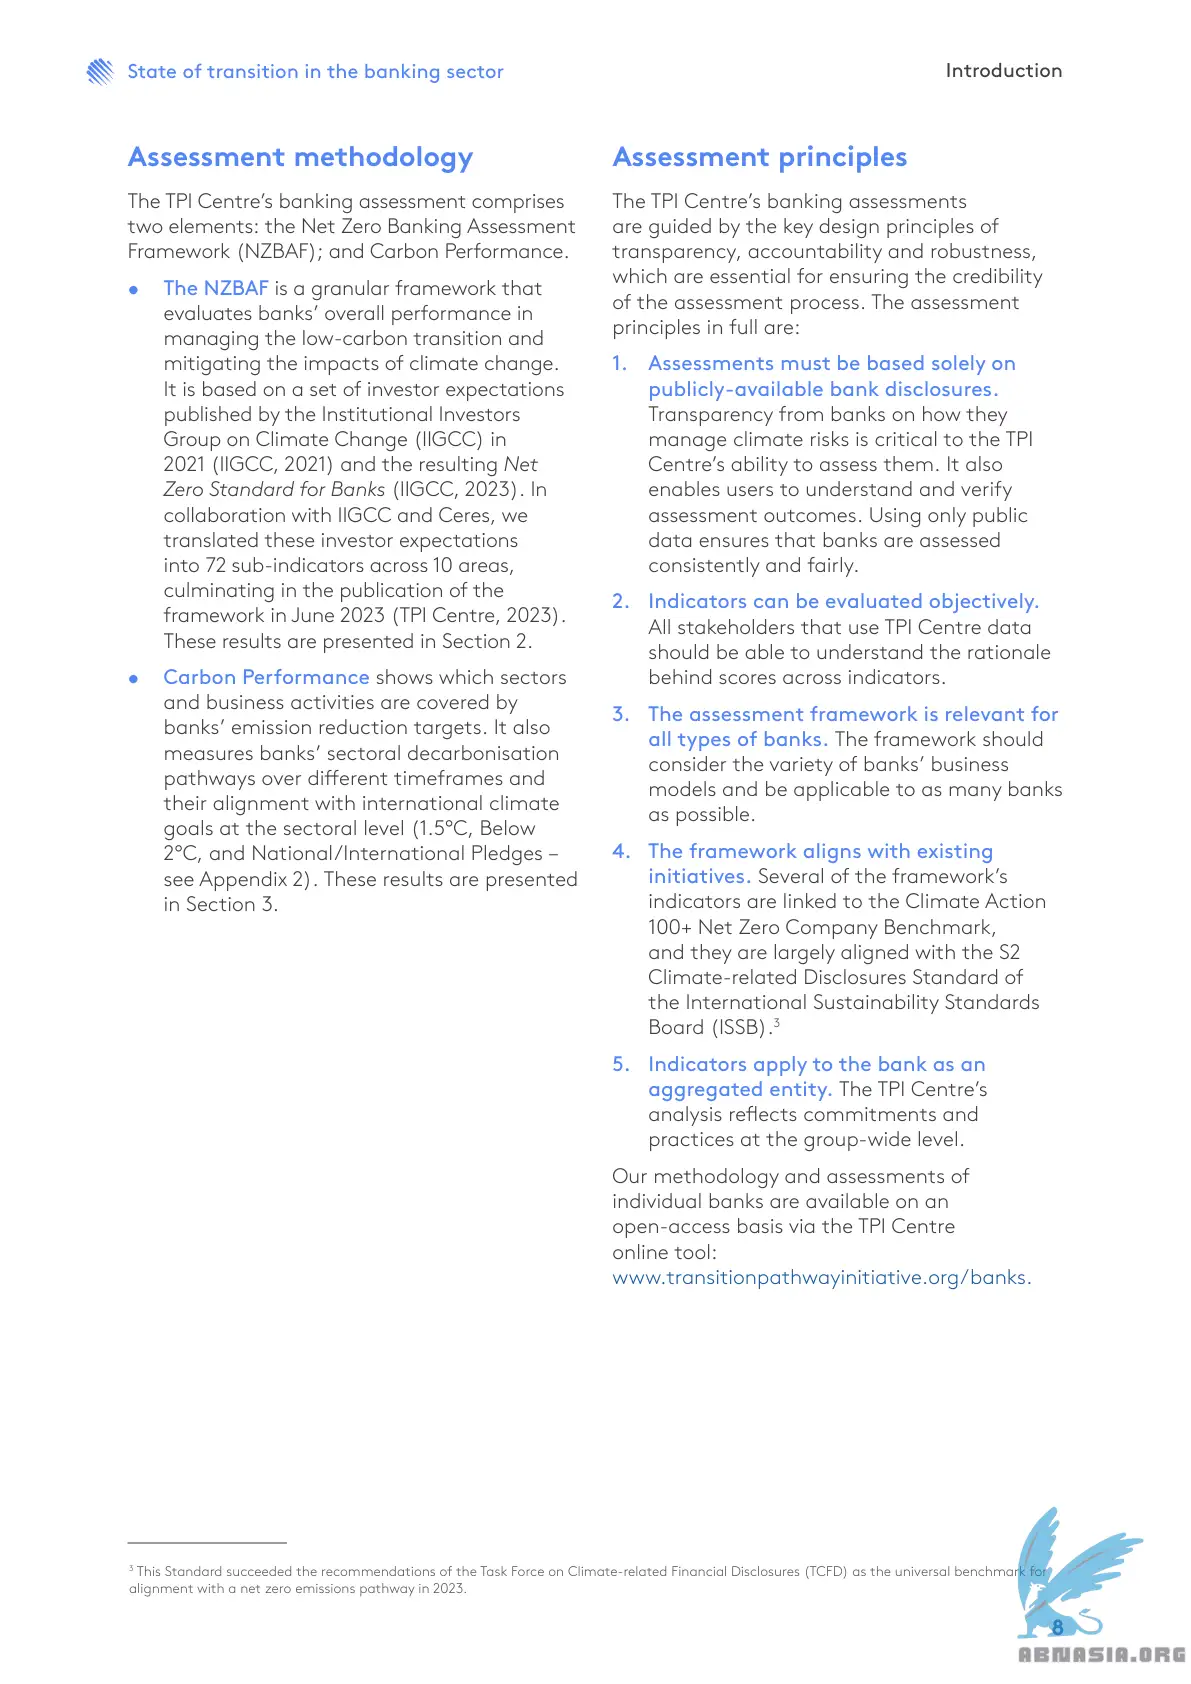 State of transition in the banking sector
Introduction
Assessment methodology
The TPI Centre’s banking assessment comprises
two elements: the Net Zero Banking Assessment
Framework (NZBAF); and Carbon Performance.
● The NZBAF is a granular framework that
evaluates banks’ overall performance in
managing the low-carbon transition and
mitigating the impacts of climate change.
It is based on a set of investor expectations
published by the Institutional Investors
Group on Climate Change (IIGCC) in
2021 (IIGCC, 2021) and the resulting Net
Zero Standard for Banks (IIGCC, 2023). In
collaboration with IIGCC and Ceres, we
translated these investor expectations
into 72 sub-indicators across 10 areas,
culminating in the publication of the
framework in June 2023 (TPI Centre, 2023).
These results are presented in Section 2.
● Carbon Performance shows which sectors
and business activities are covered by
banks’ emission reduction targets. It also
measures banks’ sectoral decarbonisation
pathways over different timeframes and
their alignment with international climate
goals at the sectoral level (1.5°C, Below
2°C, and National/International Pledges –
see Appendix 2). These results are presented
in Section 3.
Assessment principles
The TPI Centre’s banking assessments
are guided by the key design principles of
transparency, accountability and robustness,
which are essential for ensuring the credibility
of the assessment process. The assessment
principles in full are:
1. Assessments must be based solely on
publicly-available bank disclosures.
Transparency from banks on how they
manage climate risks is critical to the TPI
Centre’s ability to assess them. It also
enables users to understand and verify
assessment outcomes. Using only public
data ensures that banks are assessed
consistently and fairly.
2. Indicators can be evaluated objectively.
All stakeholders that use TPI Centre data
should be able to understand the rationale
behind scores across indicators.
3. The assessment framework is relevant for
all types of banks. The framework should
consider the variety of banks’ business
models and be applicable to as many banks
as possible.
4. The framework aligns with existing
initiatives. Several of the framework’s
indicators are linked to the Climate Action
100+ Net Zero Company Benchmark,
and they are largely aligned with the S2
Climate-related Disclosures Standard of
the International Sustainability Standards
Board (ISSB).³
5. Indicators apply to the bank as an
aggregated entity. The TPI Centre’s
analysis reflects commitments and
practices at the group-wide level.
Our methodology and assessments of
individual banks are available on an
open-access basis via the TPI Centre
online tool:
www.transitionpathwayinitiative.org/banks.
³ This Standard succeeded the recommendations of the Task Force on Climate-related Financial Disclosures (TCFD) as the universal benchmark for
alignment with a net zero emissions pathway in 2023.
8
ABNASIA.ORG